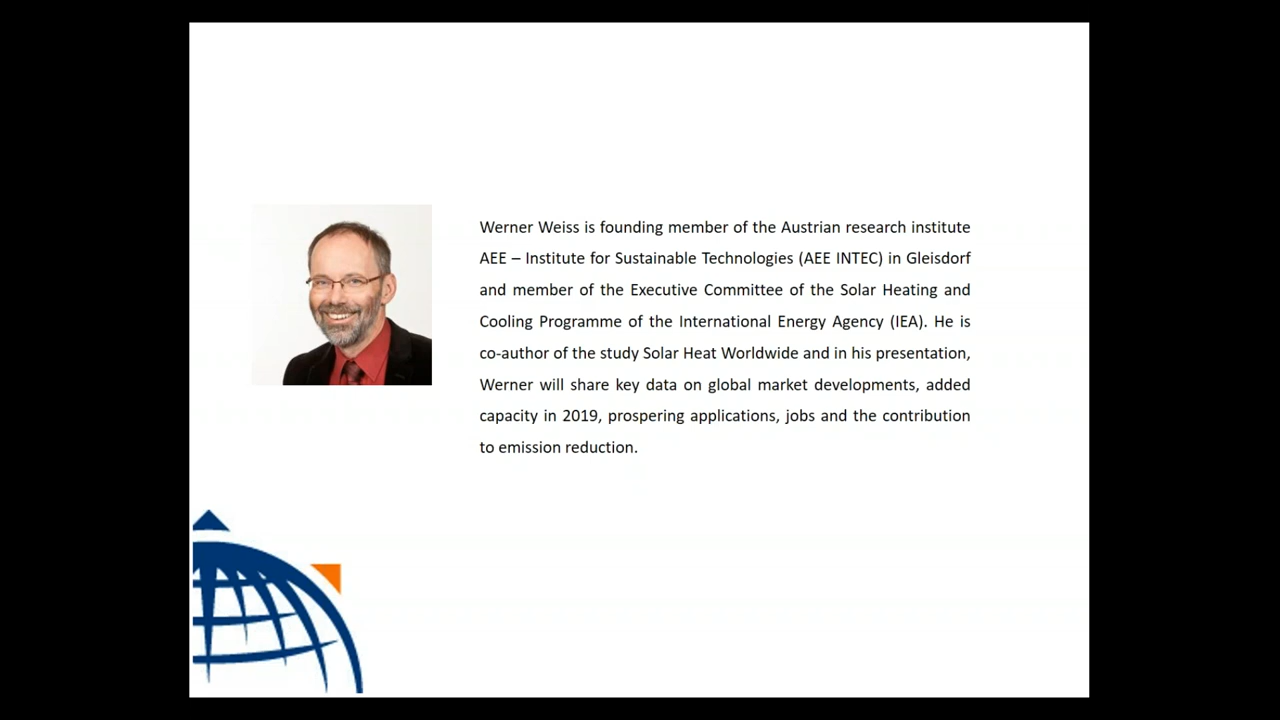 Werner Weiss is founding member of the Austrian research institute
AEE – Institute for Sustainable Technologies (AEE INTEC) in Gleisdorf
and member of the Executive Committee of the Solar Heating and
Cooling Programme of the International Energy Agency (IEA). He is
co-author of the study Solar Heat Worldwide and in his presentation,
Werner will share key data on global market developments, added
capacity in 2019, prospering applications, jobs and the contribution
to emission reduction.